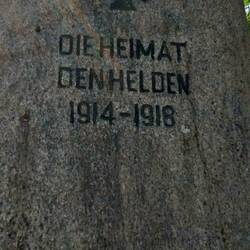 DIE HEIMAT
DEN HELDEN
1914-1918